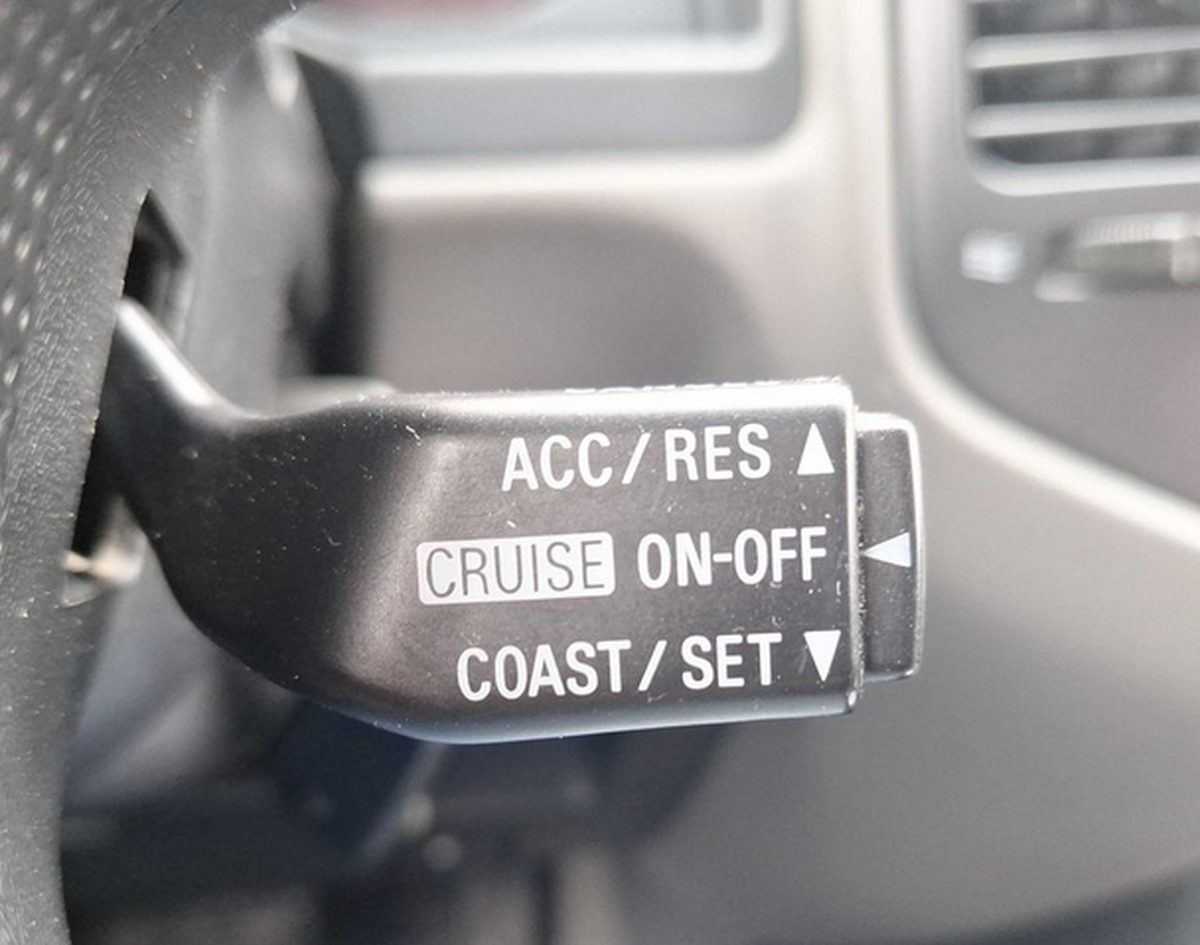 ACC/RES ▲
CRUISE ON-OFF
COAST/SET ▼